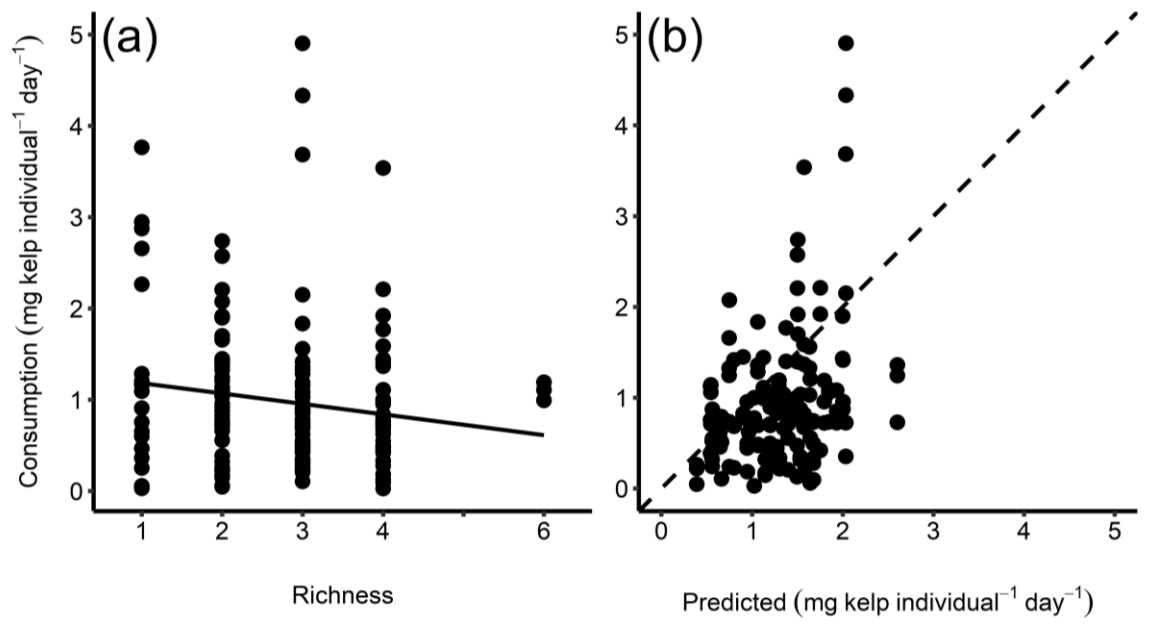 (a)
Consumption (mg kelp individual⁻¹ day⁻¹)
5
4
3
2
1
0
1 2 3 4 6
Richness
(b)
5
4
3
2
1
0
0 1 2 3 4 5
Predicted (mg kelp individual⁻¹ day⁻¹)